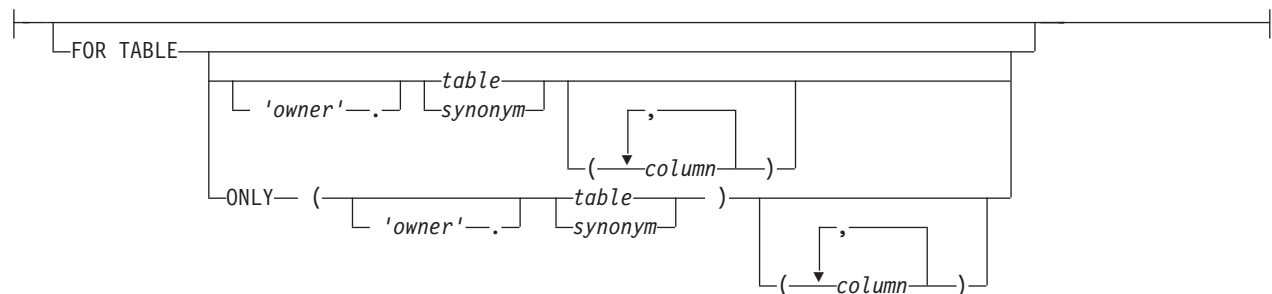 FOR TABLE
table
'owner' . synonym
,
( column )
ONLY ( table )
'owner' . synonym
,
( column )